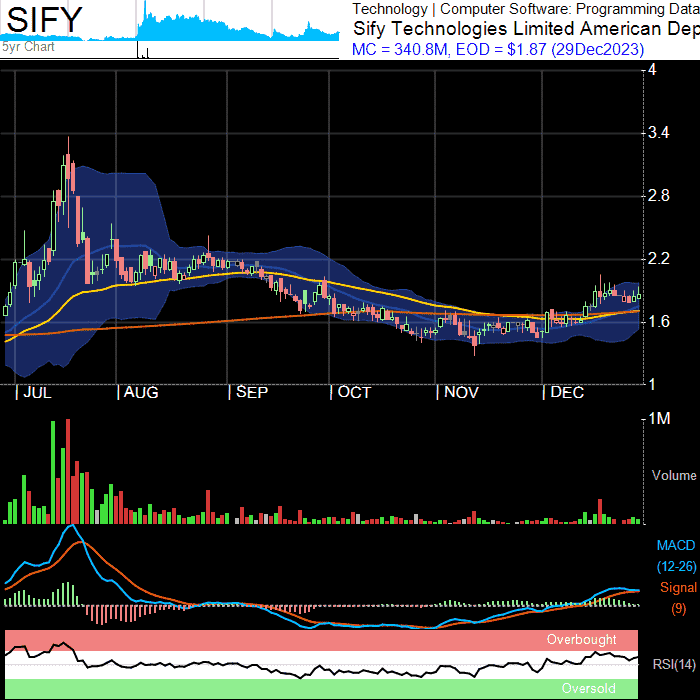 SIFY
5yr Chart
Technology | Computer Software: Programming Data
Sify Technologies Limited American Dep
MC = 340.8M, EOD = $1.87 (29Dec2023)
4
3.4
2.8
2.2
1.6
1
JUL AUG SEP OCT NOV DEC
1M
Volume
MACD
(12-26)
Signal
(9)
Overbought
RSI(14)
Oversold